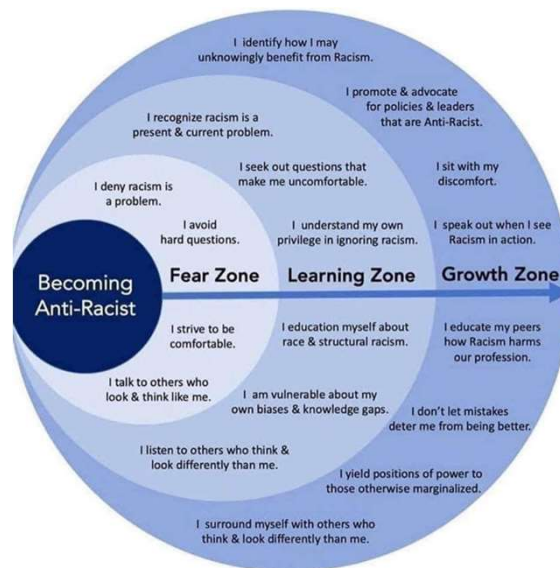 I identify how I may
unknowingly benefit from Racism.
I promote & advocate
for policies & leaders
that are Anti-Racist.
I recognize racism is a
present & current problem.
I seek out questions that
make me uncomfortable.
I sit with my
discomfort.
I deny racism is
a problem.
I avoid
hard questions.
I understand my own
privilege in ignoring racism.
I speak out when I see
Racism in action.
Becoming
Anti-Racist
Fear Zone
Learning Zone
Growth Zone
I strive to be
comfortable.
I education myself about
race & structural racism.
I educate my peers
how Racism harms
our profession.
I talk to others who
look & think like me.
I am vulnerable about my
own biases & knowledge gaps.
I don't let mistakes
deter me from being better.
I listen to others who think &
look differently than me.
I yield positions of power to
those otherwise marginalized.
I surround myself with others who
think & look differently than me.